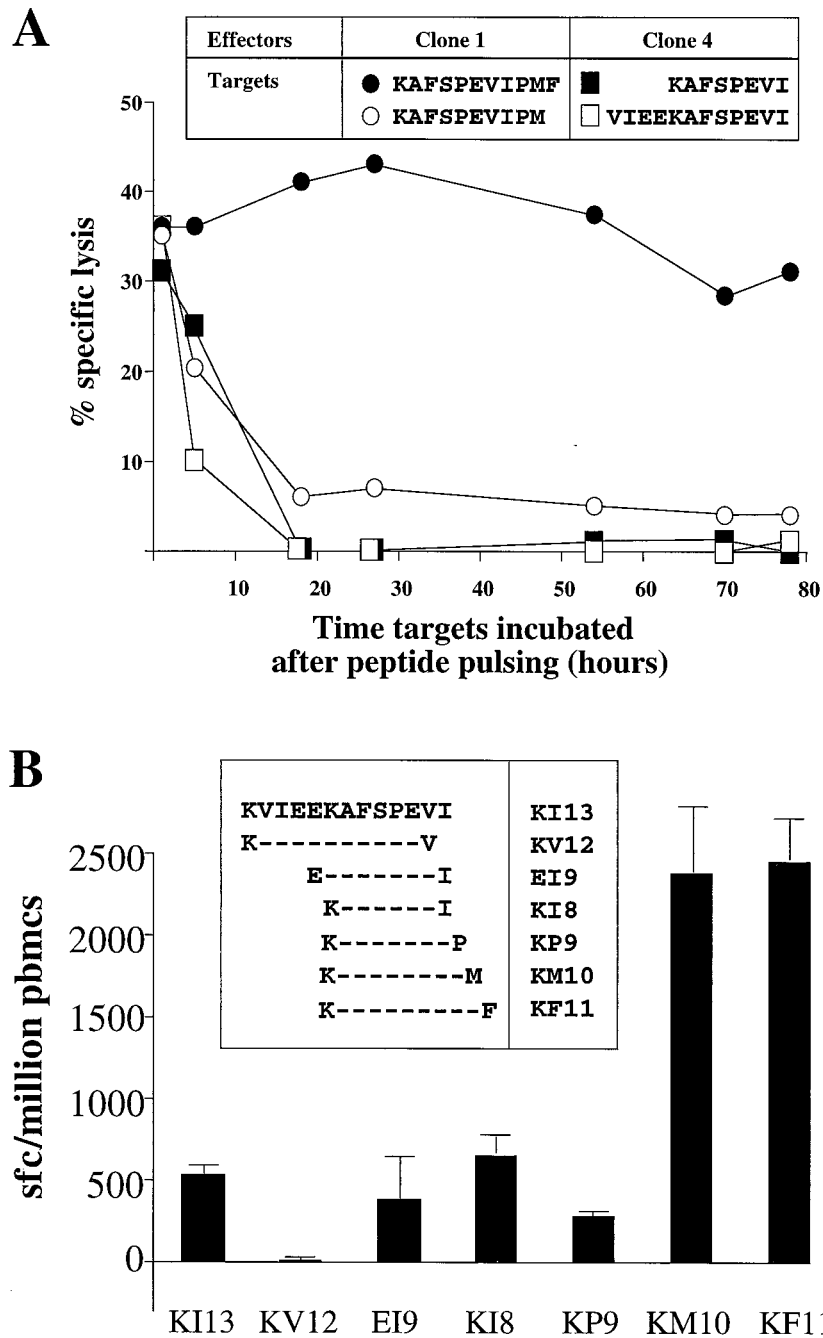 A
Effectors Clone 1 Clone 4
Targets KAFSPEVIPMF KAFSPEVI
KAFSPEVIPM VIEEKAFSPEVI
50
40
30
20
10
% specific lysis
10 20 30 40 50 60 70 80
Time targets incubated
after peptide pulsing (hours)
B
KVIEEKAFSPEVI KI13
K-----------V KV12
E-------I EI9
K------I KI8
K-------P KP9
K--------M KM10
K---------F KF11
2500
2000
1500
1000
500
0
sfc/million pbmcs
KI13 KV12 EI9 KI8 KP9 KM10 KF1